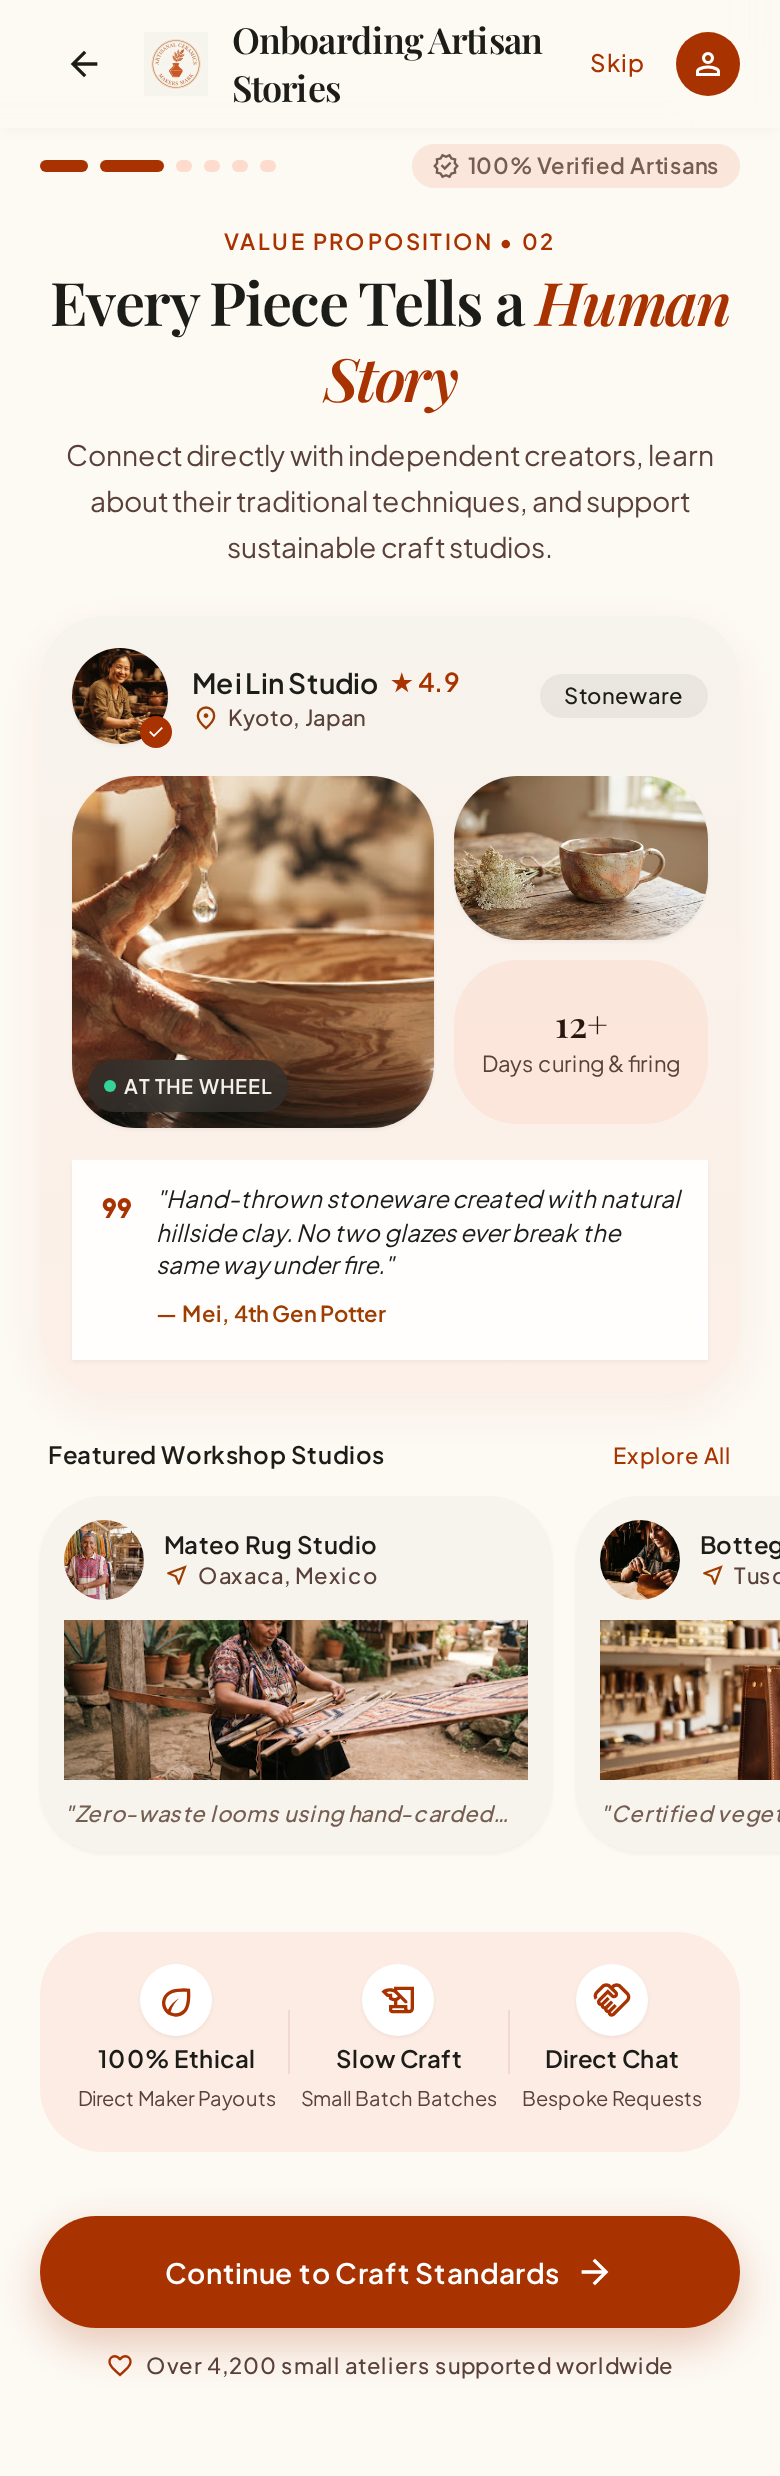 Onboarding Artisan
Stories
Skip
100% Verified Artisans
VALUE PROPOSITION • 02
Every Piece Tells a Human
Story
Connect directly with independent creators, learn
about their traditional techniques, and support
sustainable craft studios.
Mei Lin Studio ★ 4.9
Kyoto, Japan
Stoneware
AT THE WHEEL
12+
Days curing & firing
"Hand-thrown stoneware created with natural
hillside clay. No two glazes ever break the
same way under fire."
— Mei, 4th Gen Potter
Featured Workshop Studios
Explore All
Mateo Rug Studio
Oaxaca, Mexico
"Zero-waste looms using hand-carded...
Botteg
Tusc
"Certified veget
100% Ethical
Direct Maker Payouts
Slow Craft
Small Batch Batches
Direct Chat
Bespoke Requests
Continue to Craft Standards
Over 4,200 small ateliers supported worldwide